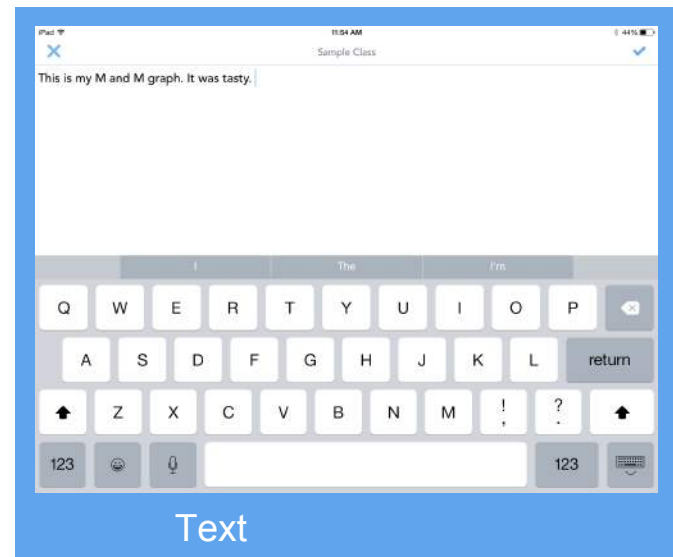 iPad 11:54 AM 44%
Sample Class
This is my M and M graph. It was tasty.
I The I'm
Q W E R T Y U I O P
A S D F G H J K L return
Z X C V B N M ! , ? .
123 123
Text